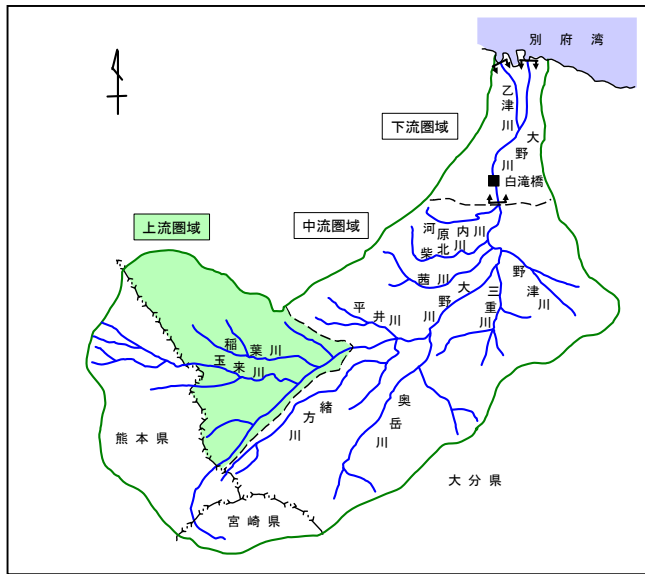 別府湾
乙津川
大野川
下流圏域
白滝橋
中流圏域
河原内川
上流圏域
柴北川
茜川
野津川
大野川
三重川
平井川
稲葉川
玉来川
緒方川
奥岳川
熊本県
大分県
宮崎県